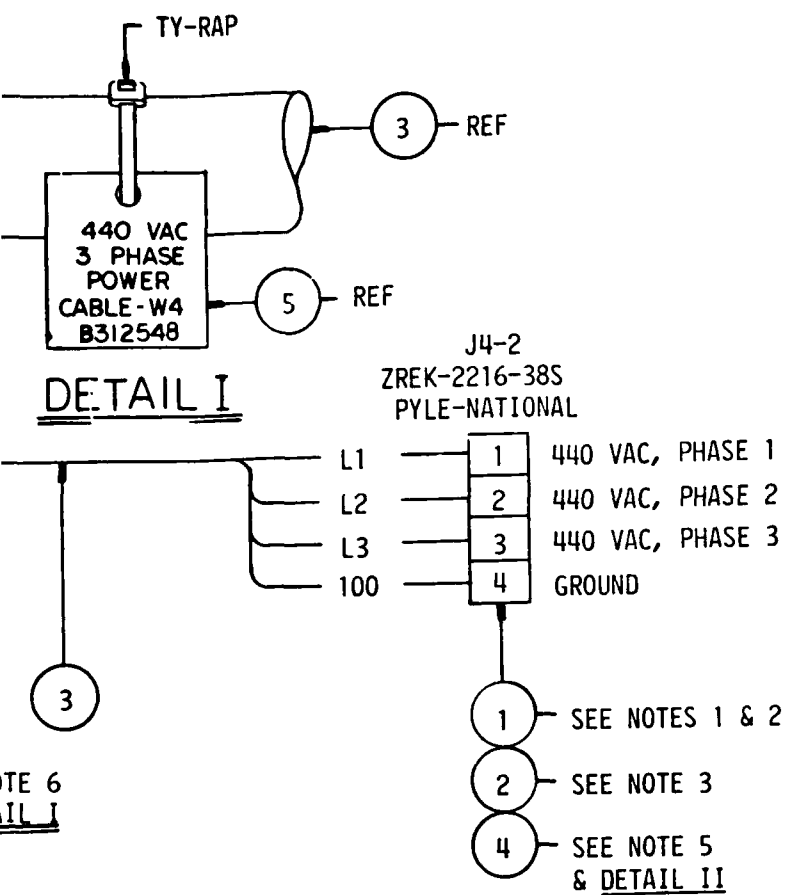 TY-RAP
3 REF
440 VAC
3 PHASE
POWER
CABLE-W4
B312548
5 REF
DETAIL I
J4-2
ZREK-2216-38S
PYLE-NATIONAL
L1 1 440 VAC, PHASE 1
L2 2 440 VAC, PHASE 2
L3 3 440 VAC, PHASE 3
100 4 GROUND
3
1 SEE NOTES 1 & 2
2 SEE NOTE 3
4 SEE NOTE 5
& DETAIL II
OTE 6
AIL I